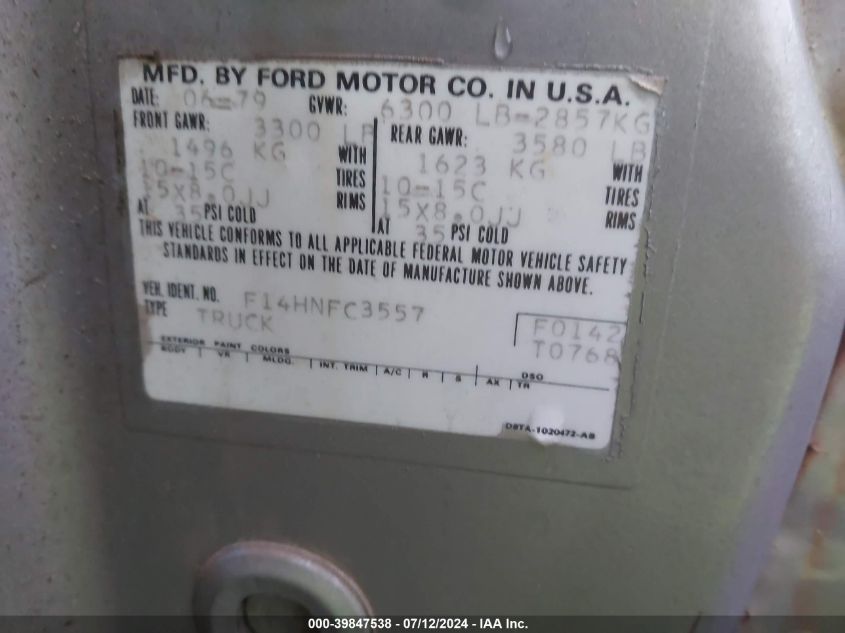 MFD. BY FORD MOTOR CO. IN U.S.A.
DATE: 06-79 GVWR: 6300 LB-2857KG
FRONT GAWR: 3300 LB REAR GAWR: 3580 LB
1496 KG WITH 1623 KG WITH
10-15C TIRES 10-15C TIRES
15X8.0JJ RIMS 15X8.0JJ RIMS
AT 35 PSI COLD AT 35 PSI COLD
THIS VEHICLE CONFORMS TO ALL APPLICABLE FEDERAL MOTOR VEHICLE SAFETY
STANDARDS IN EFFECT ON THE DATE OF MANUFACTURE SHOWN ABOVE.
VEH. IDENT. NO. F14HNFC3557
TYPE TRUCK F0142
T0768
EXTERIOR PAINT COLORS DSO
BODY VR MLDG. INT. TRIM A/C R S AX TR
D8TA-1020472-AB
000-39847538 - 07/12/2024 - IAA Inc.